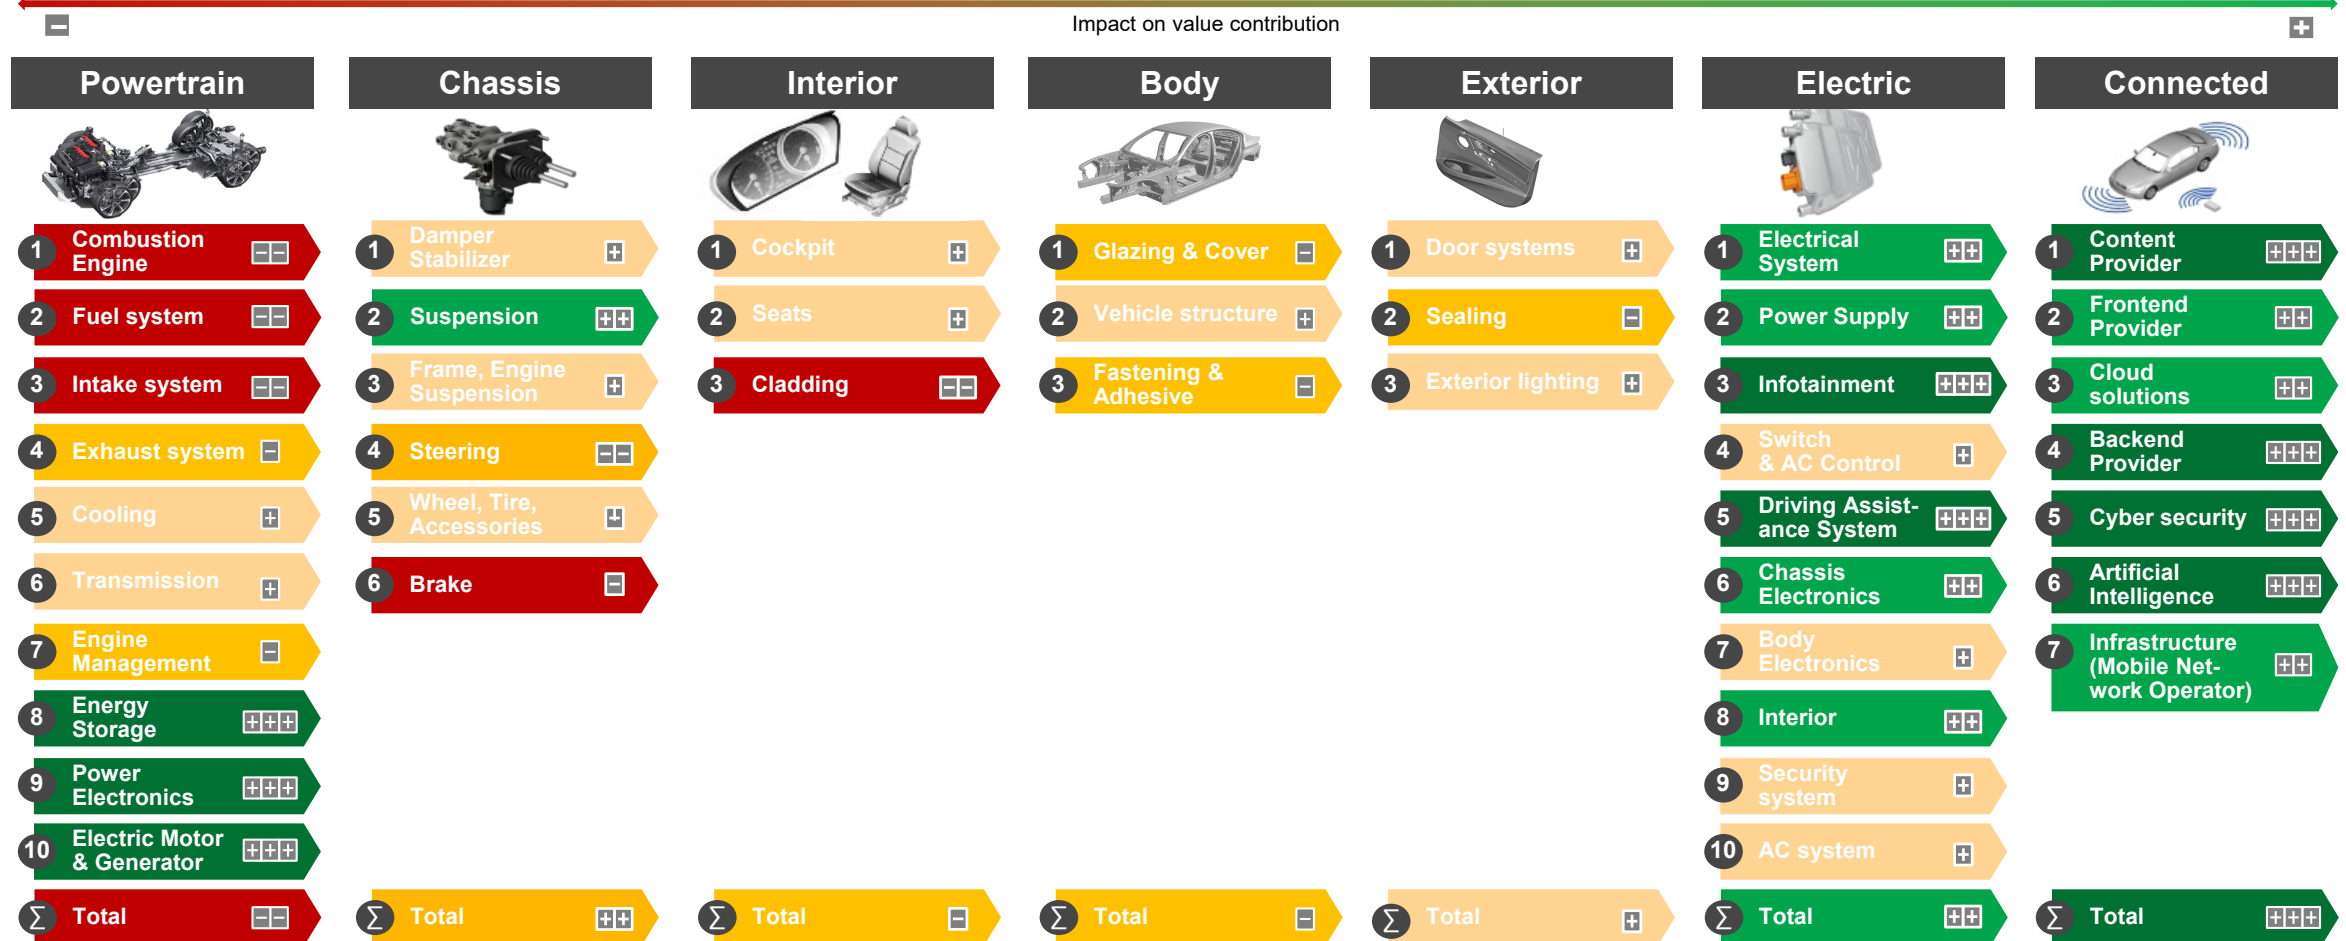 Impact on value contribution
− +
Powertrain
1 Combustion
Engine −−
2 Fuel system −−
3 Intake system −−
4 Exhaust system −
5 Cooling +
6 Transmission +
7 Engine
Management −
8 Energy
Storage +++
9 Power
Electronics +++
10 Electric Motor
& Generator +++
∑ Total −−
Chassis
1 Damper
Stabilizer +
2 Suspension ++
3 Frame, Engine
Suspension +
4 Steering −−
5 Wheel, Tire,
Accessories
6 Brake −
∑ Total ++
Interior
1 Cockpit +
2 Seats +
3 Cladding −−
∑ Total −
Body
1 Glazing & Cover −
2 Vehicle structure +
3 Fastening &
Adhesive −
∑ Total −
Exterior
1 Door systems +
2 Sealing −
3 Exterior lighting +
∑ Total +
Electric
1 Electrical
System ++
2 Power Supply ++
3 Infotainment +++
4 Switch
& AC Control +
5 Driving Assist-
ance System +++
6 Chassis
Electronics ++
7 Body
Electronics +
8 Interior ++
9 Security
system +
10 AC system +
∑ Total ++
Connected
1 Content
Provider +++
2 Frontend
Provider ++
3 Cloud
solutions ++
4 Backend
Provider +++
5 Cyber security +++
6 Artificial
Intelligence +++
7 Infrastructure
(Mobile Net-
work Operator) ++
∑ Total +++